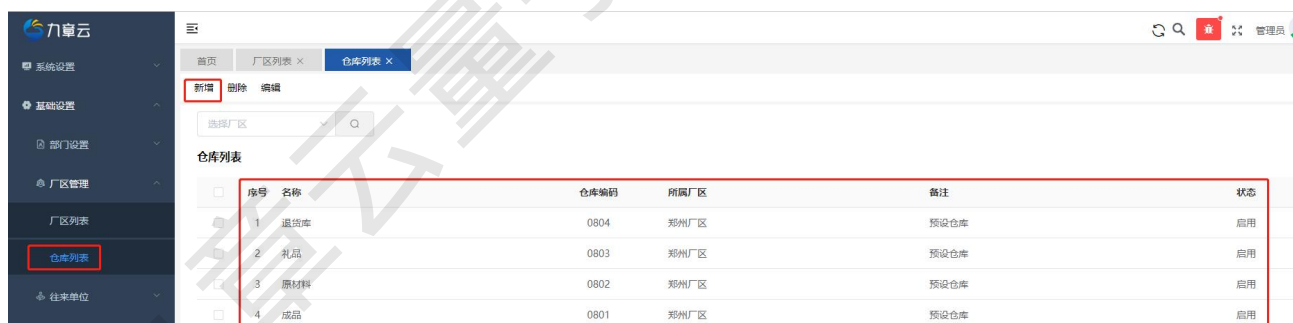 力章云
管理员
系统设置
首页 厂区列表 × 仓库列表 ×
新增 删除 编辑
基础设置
选择厂区
部门设置
仓库列表
厂区管理
序号 名称 仓库编码 所属厂区 备注 状态
厂区列表
1 退货库 0804 郑州厂区 预设仓库 启用
仓库列表
2 礼品 0803 郑州厂区 预设仓库 启用
3 原材料 0802 郑州厂区 预设仓库 启用
往来单位
4 成品 0801 郑州厂区 预设仓库 启用
章云量